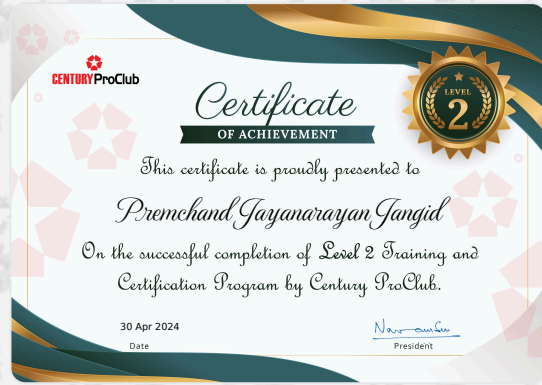 CENTURY ProClub
LEVEL
2
Certificate
OF ACHIEVEMENT
This certificate is proudly presented to
Premchand Jayanarayan Jangid
On the successful completion of Level 2 Training and
Certification Program by Century ProClub.
30 Apr 2024
Date
President